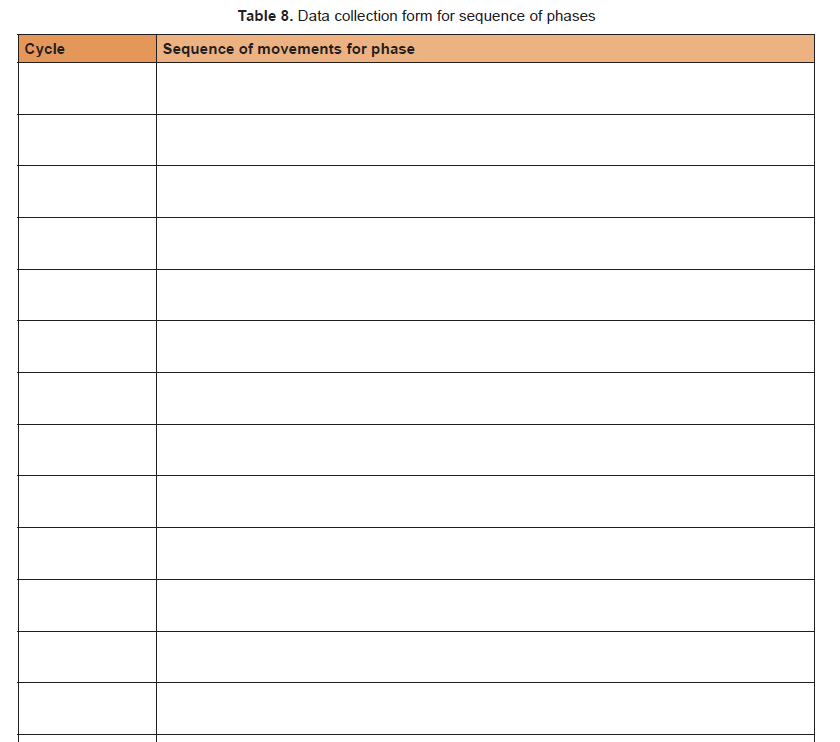 Table 8. Data collection form for sequence of phases
Cycle
Sequence of movements for phase